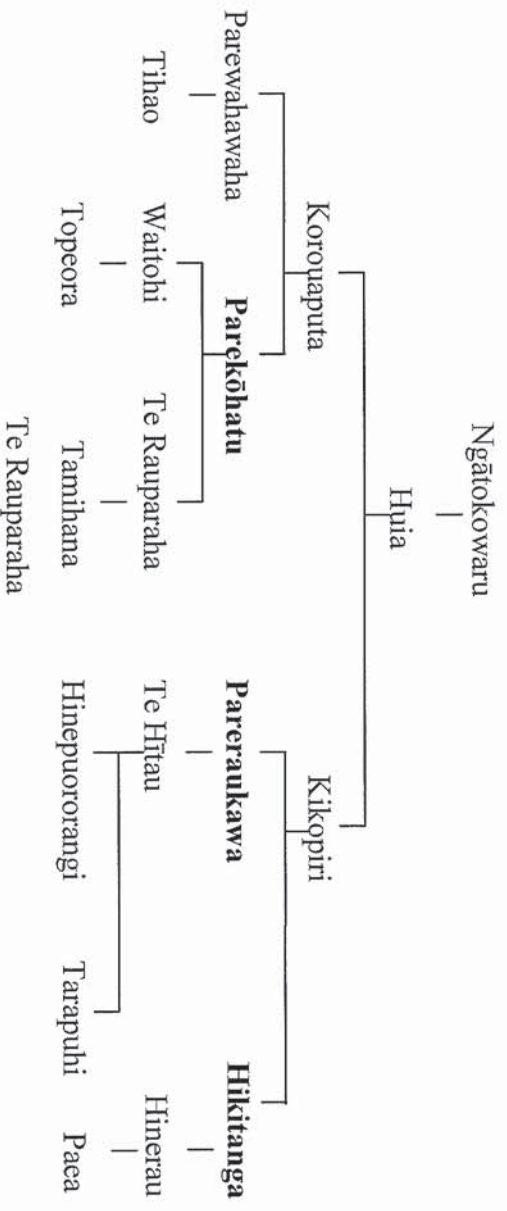 Ngātokowaru
Huia
Korouaputa Kikopiri
Parewahawaha Parekōhatu Pareraukawa Hikitanga
Tihao Waitohi Te Rauparaha Te Hītau Hinerau
Topeora Tamihana Hinepuororangi Tarapuhi Paea
Te Rauparaha